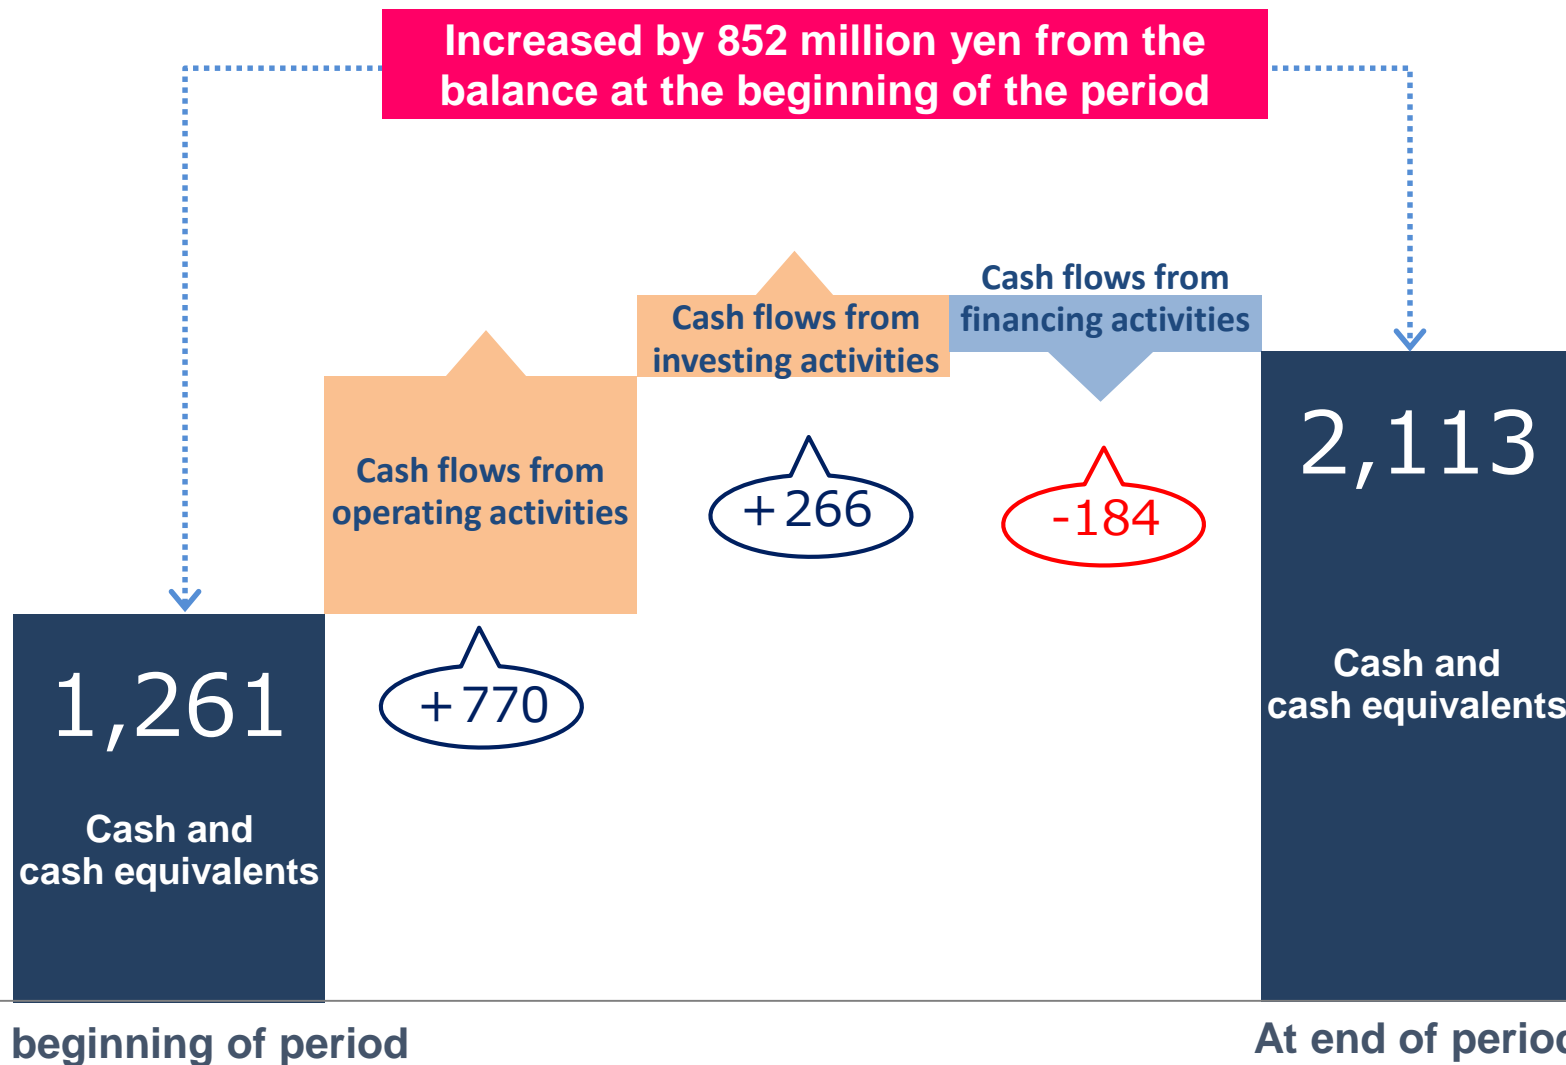 Increased by 852 million yen from the
balance at the beginning of the period
Cash flows from
operating activities
+770
Cash flows from
investing activities
+266
Cash flows from
financing activities
-184
1,261
Cash and
cash equivalents
2,113
Cash and
cash equivalents
beginning of period
At end of period